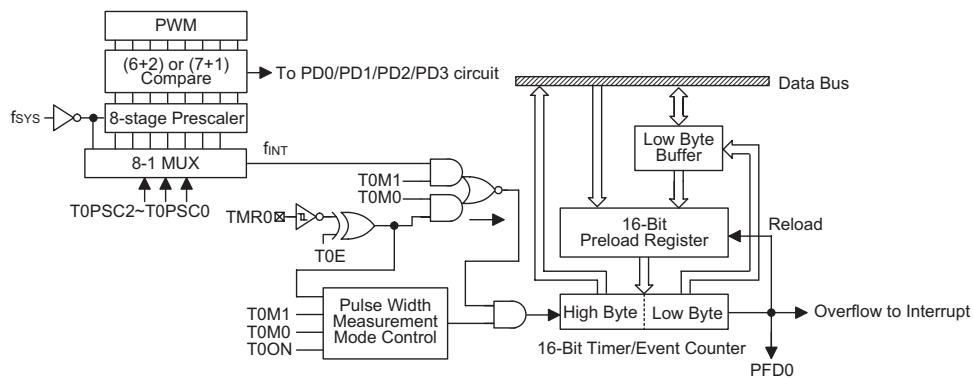 PWM
(6+2) or (7+1)
Compare
To PD0/PD1/PD2/PD3 circuit
fSYS
8-stage Prescaler
8-1 MUX
fINT
T0PSC2~T0PSC0
T0M1
T0M0
TMR0
T0E
T0M1
T0M0
T0ON
Pulse Width
Measurement
Mode Control
Data Bus
Low Byte
Buffer
16-Bit
Preload Register
Reload
High Byte
Low Byte
Overflow to Interrupt
16-Bit Timer/Event Counter
PFD0